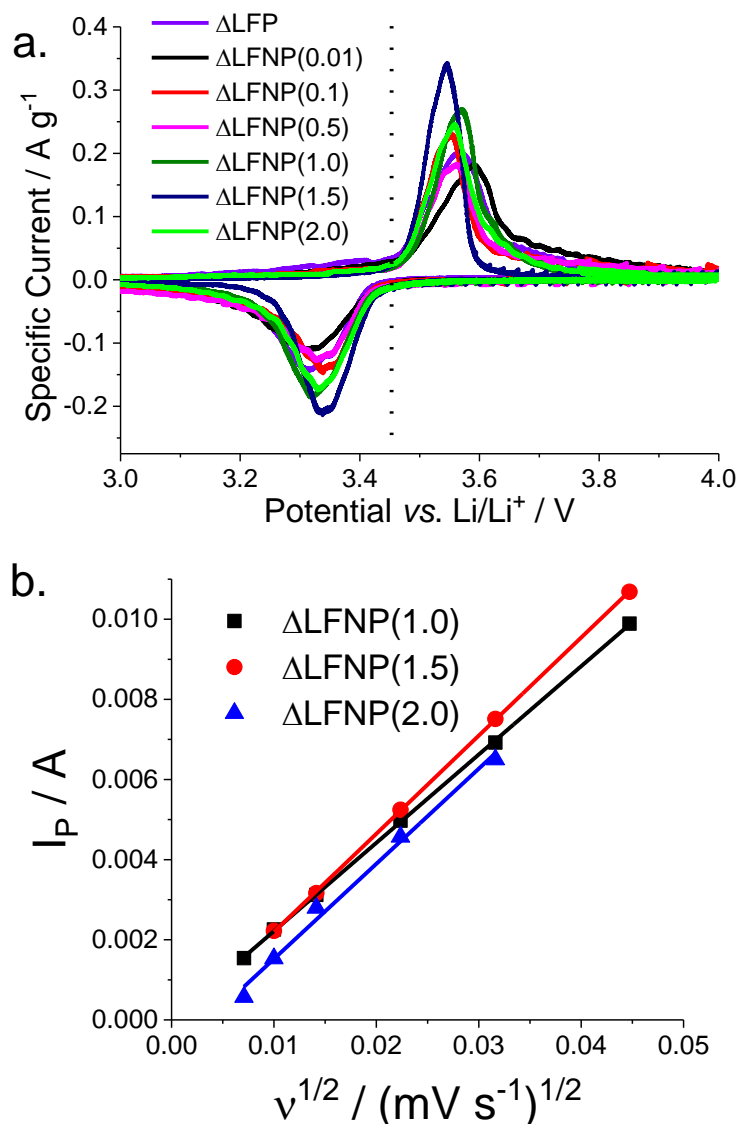 a.
0.4
0.3
0.2
0.1
0.0
-0.1
-0.2
Specific Current / A g⁻¹
ΔLFP
ΔLFNP(0.01)
ΔLFNP(0.1)
ΔLFNP(0.5)
ΔLFNP(1.0)
ΔLFNP(1.5)
ΔLFNP(2.0)
3.0 3.2 3.4 3.6 3.8 4.0
Potential vs. Li/Li⁺ / V
b.
0.010
0.008
0.006
0.004
0.002
0.000
I_P / A
ΔLFNP(1.0)
ΔLFNP(1.5)
ΔLFNP(2.0)
0.00 0.01 0.02 0.03 0.04 0.05
ν^1/2 / (mV s⁻¹)^1/2